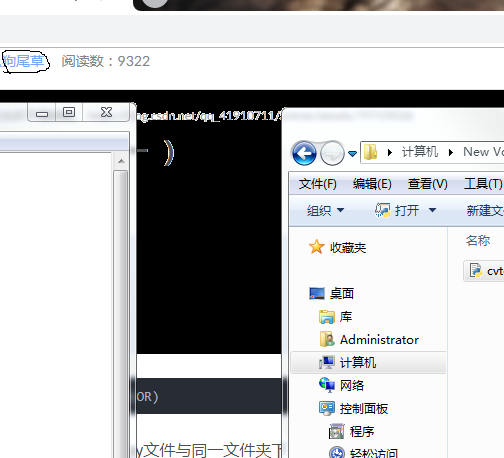 狗尾草 阅读数：9322
g.csdn.net/qq_41910711/
- )
计算机 New Vo
文件(F) 编辑(E) 查看(V) 工具(T)
组织 打开 新建文
收藏夹
名称
cvt
桌面
库
Administrator
计算机
网络
控制面板
程序
轻松访问
OR)
y文件与同一文件夹下